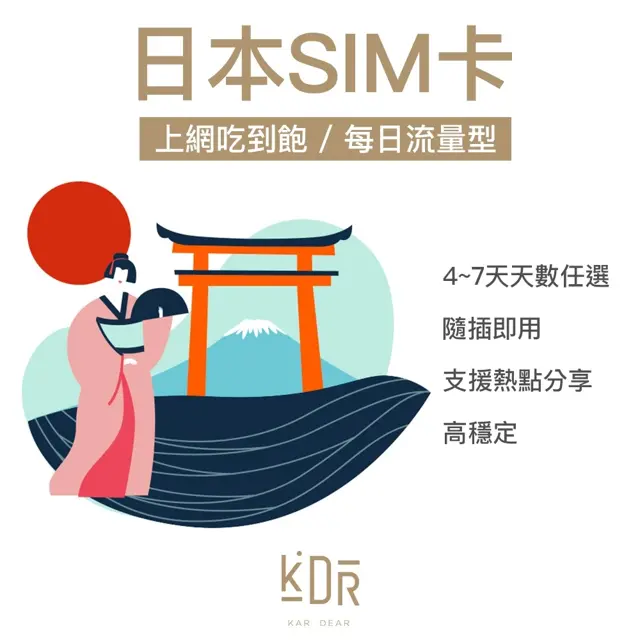 日本SIM卡
上網吃到飽 / 每日流量型
4~7天天數任選
隨插即用
支援熱點分享
高穩定
KDR
KAR DEAR